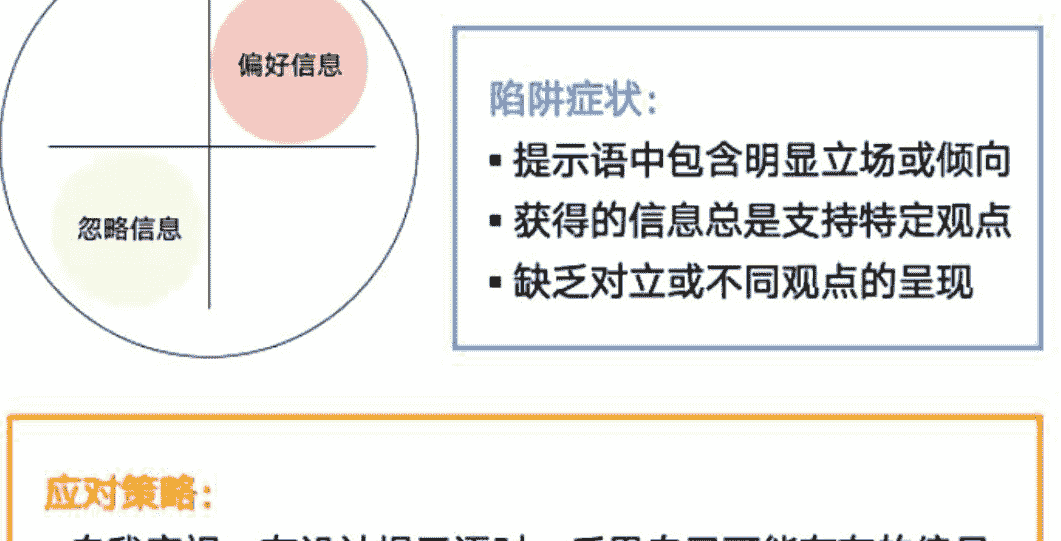 偏好信息
忽略信息
陷阱症状：
▪ 提示语中包含明显立场或倾向
▪ 获得的信息总是支持特定观点
▪ 缺乏对立或不同观点的呈现
应对策略：